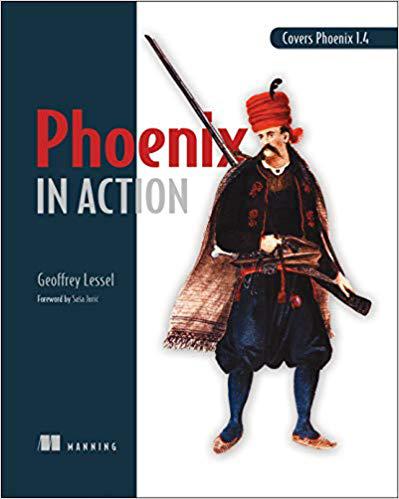 Covers Phoenix 1.4
Phoenix
IN ACTION
Geoffrey Lessel
Foreword by Saša Jurić
MANNING